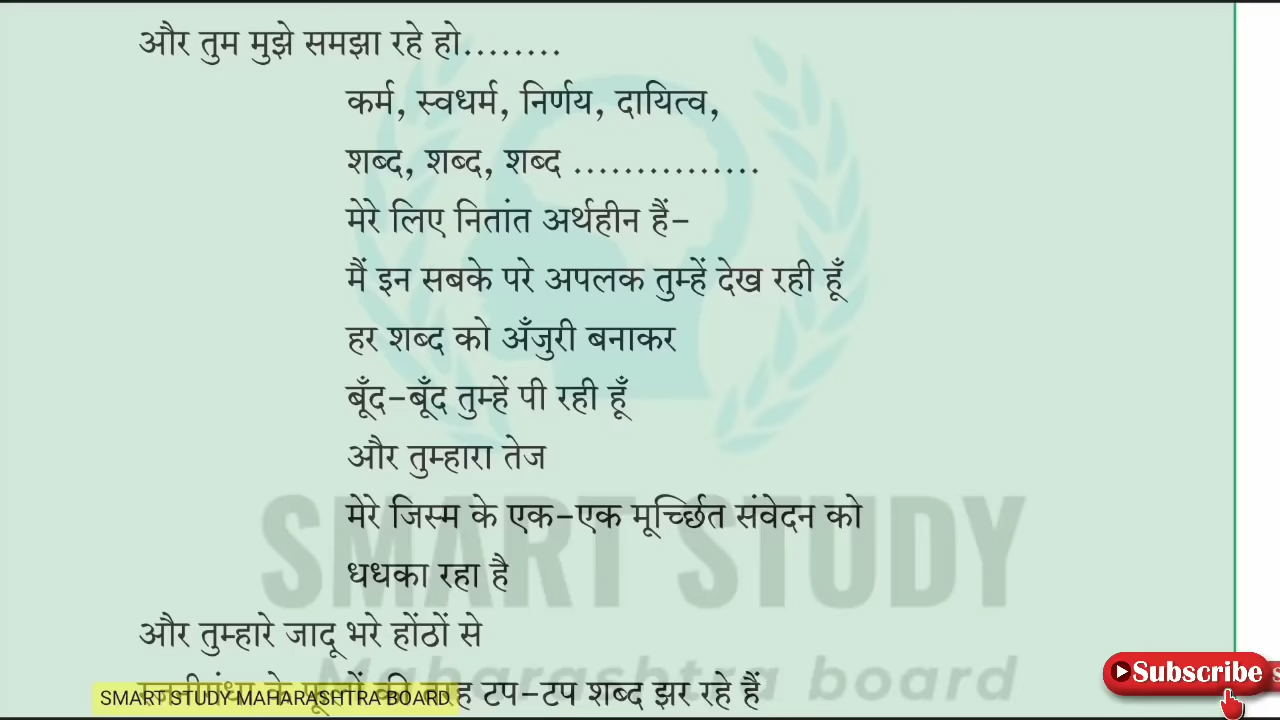 और तुम मुझे समझा रहे हो........
कर्म, स्वधर्म, निर्णय, दायित्व,
शब्द, शब्द, शब्द ...............
मेरे लिए नितांत अर्थहीन हैं-
मैं इन सबके परे अपलक तुम्हें देख रही हूँ
हर शब्द को अँजुरी बनाकर
बूँद-बूँद तुम्हें पी रही हूँ
और तुम्हारा तेज
मेरे जिस्म के एक-एक मूर्च्छित संवेदन को
धधका रहा है
SMART STUDY
और तुम्हारे जादू भरे होंठों से
Maharashtra board
टप-टप शब्द झर रहे हैं
SMART STUDY MAHARASHTRA BOARD
Subscribe